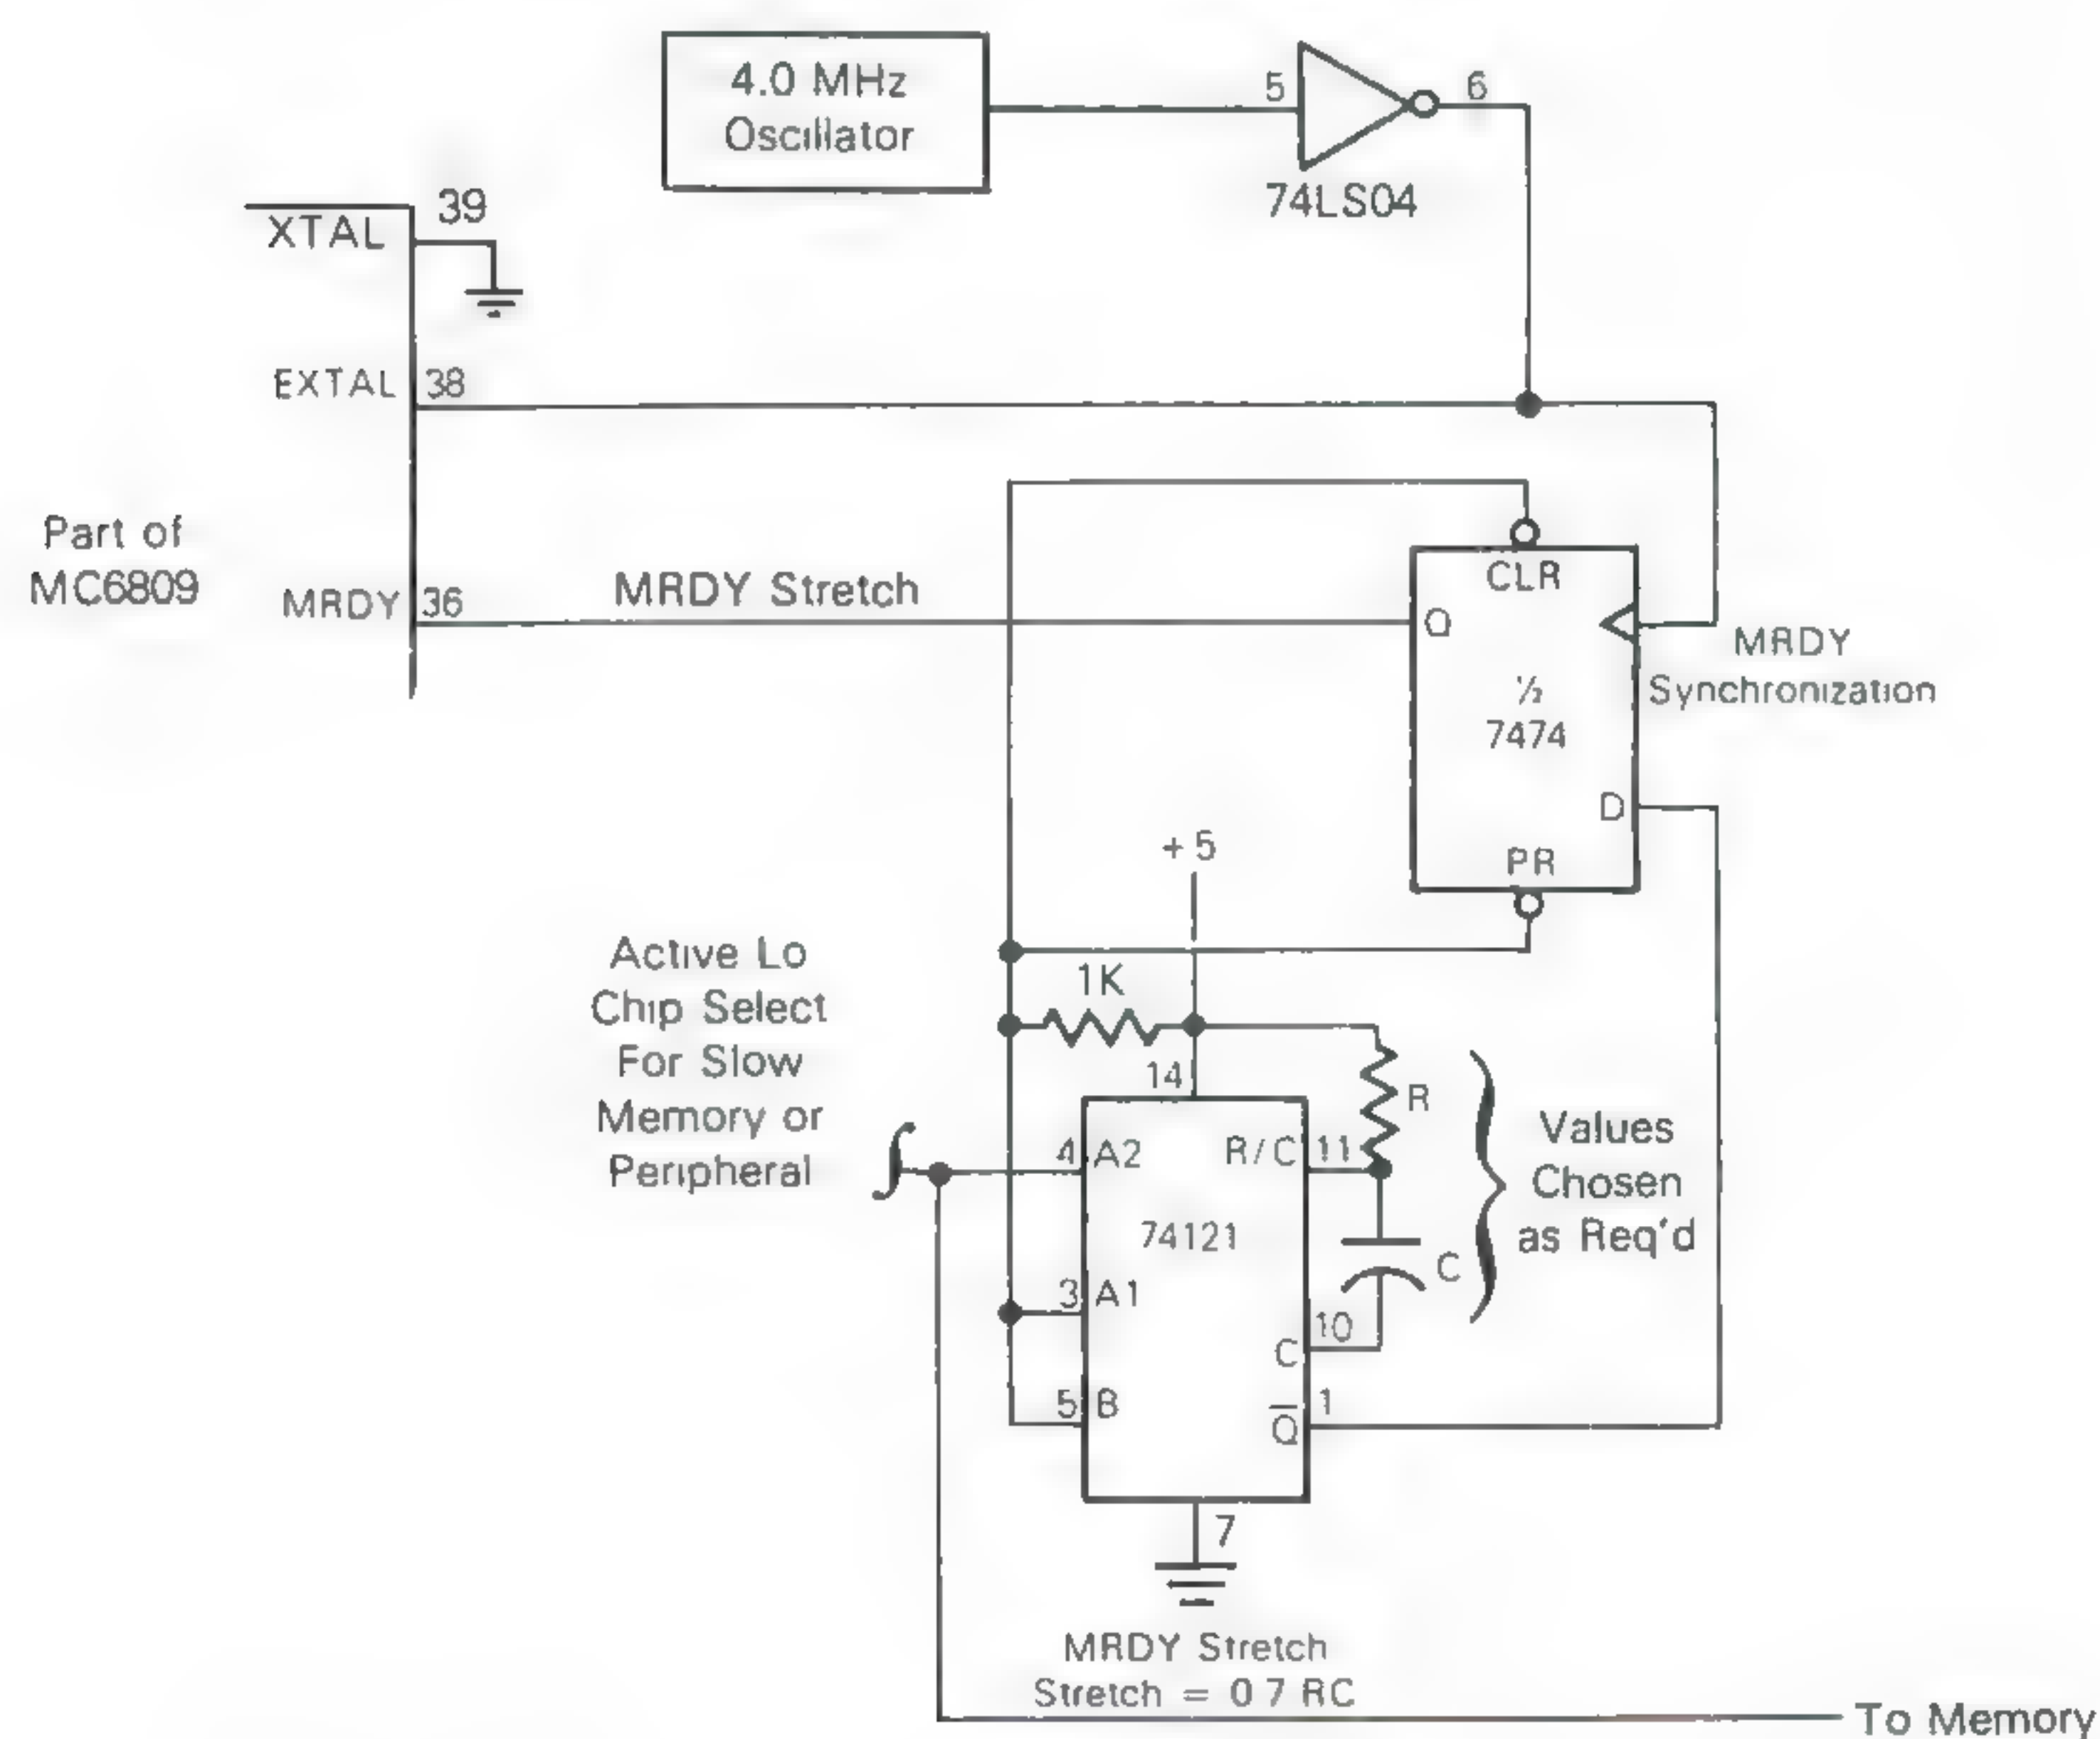 4.0 MHz
Oscillator
5
6
74LS04
39
XTAL
EXTAL
38
Part of
MC6809
MRDY
36
MRDY Stretch
CLR
Q
MRDY
Synchronization
½
7474
D
PR
+5
Active Lo
Chip Select
For Slow
Memory or
Peripheral
1K
14
R
4
A2
R/C
11
Values
Chosen
as Req'd
74121
C
3
A1
10
C
5
B
Q̅
1
7
MRDY Stretch
Stretch = 0 7 RC
To Memory